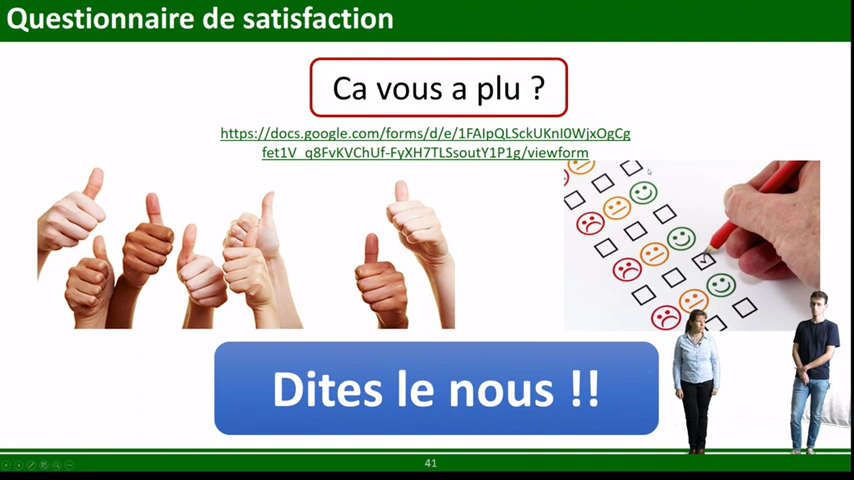 Questionnaire de satisfaction
Ca vous a plu ?
https://docs.google.com/forms/d/e/1FAIpQLSckUKnI0WjxOgCg
fet1V_q8FvKVChUf-FyXH7TLSsoutY1P1g/viewform
Dites le nous !!
41